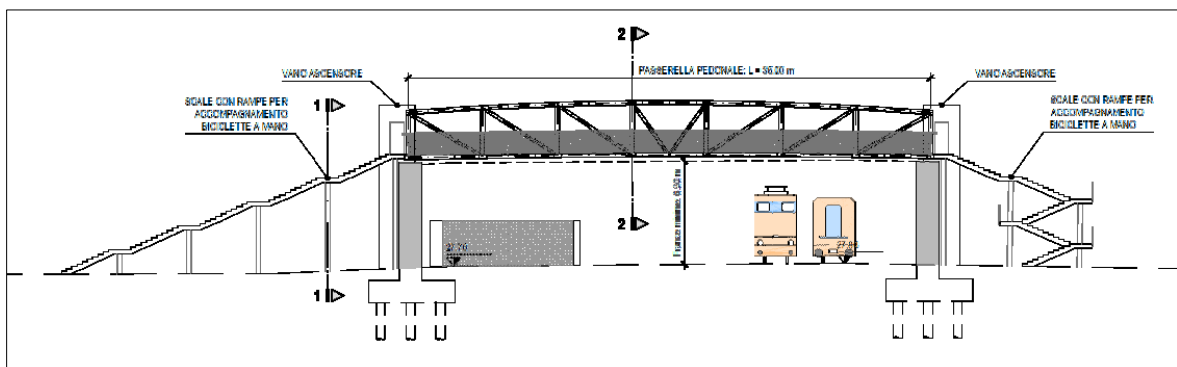 2
PASSERELLA PEDONALE: L = 36.00 m
VANO ASCENSORE
VANO ASCENSORE
SCALE CON RAMPE PER
ACCOMPAGNAMENTO
BICICLETTE A MANO
1
SCALE CON RAMPE PER
ACCOMPAGNAMENTO
BICICLETTE A MANO
2
1